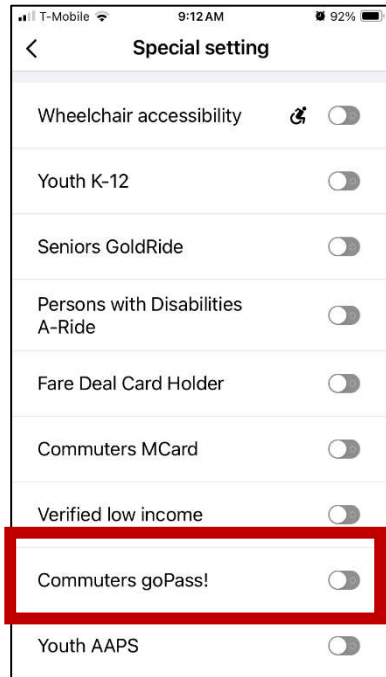 T-Mobile 9:12 AM 92%
Special setting
Wheelchair accessibility
Youth K-12
Seniors GoldRide
Persons with Disabilities
A-Ride
Fare Deal Card Holder
Commuters MCard
Verified low income
Commuters goPass!
Youth AAPS